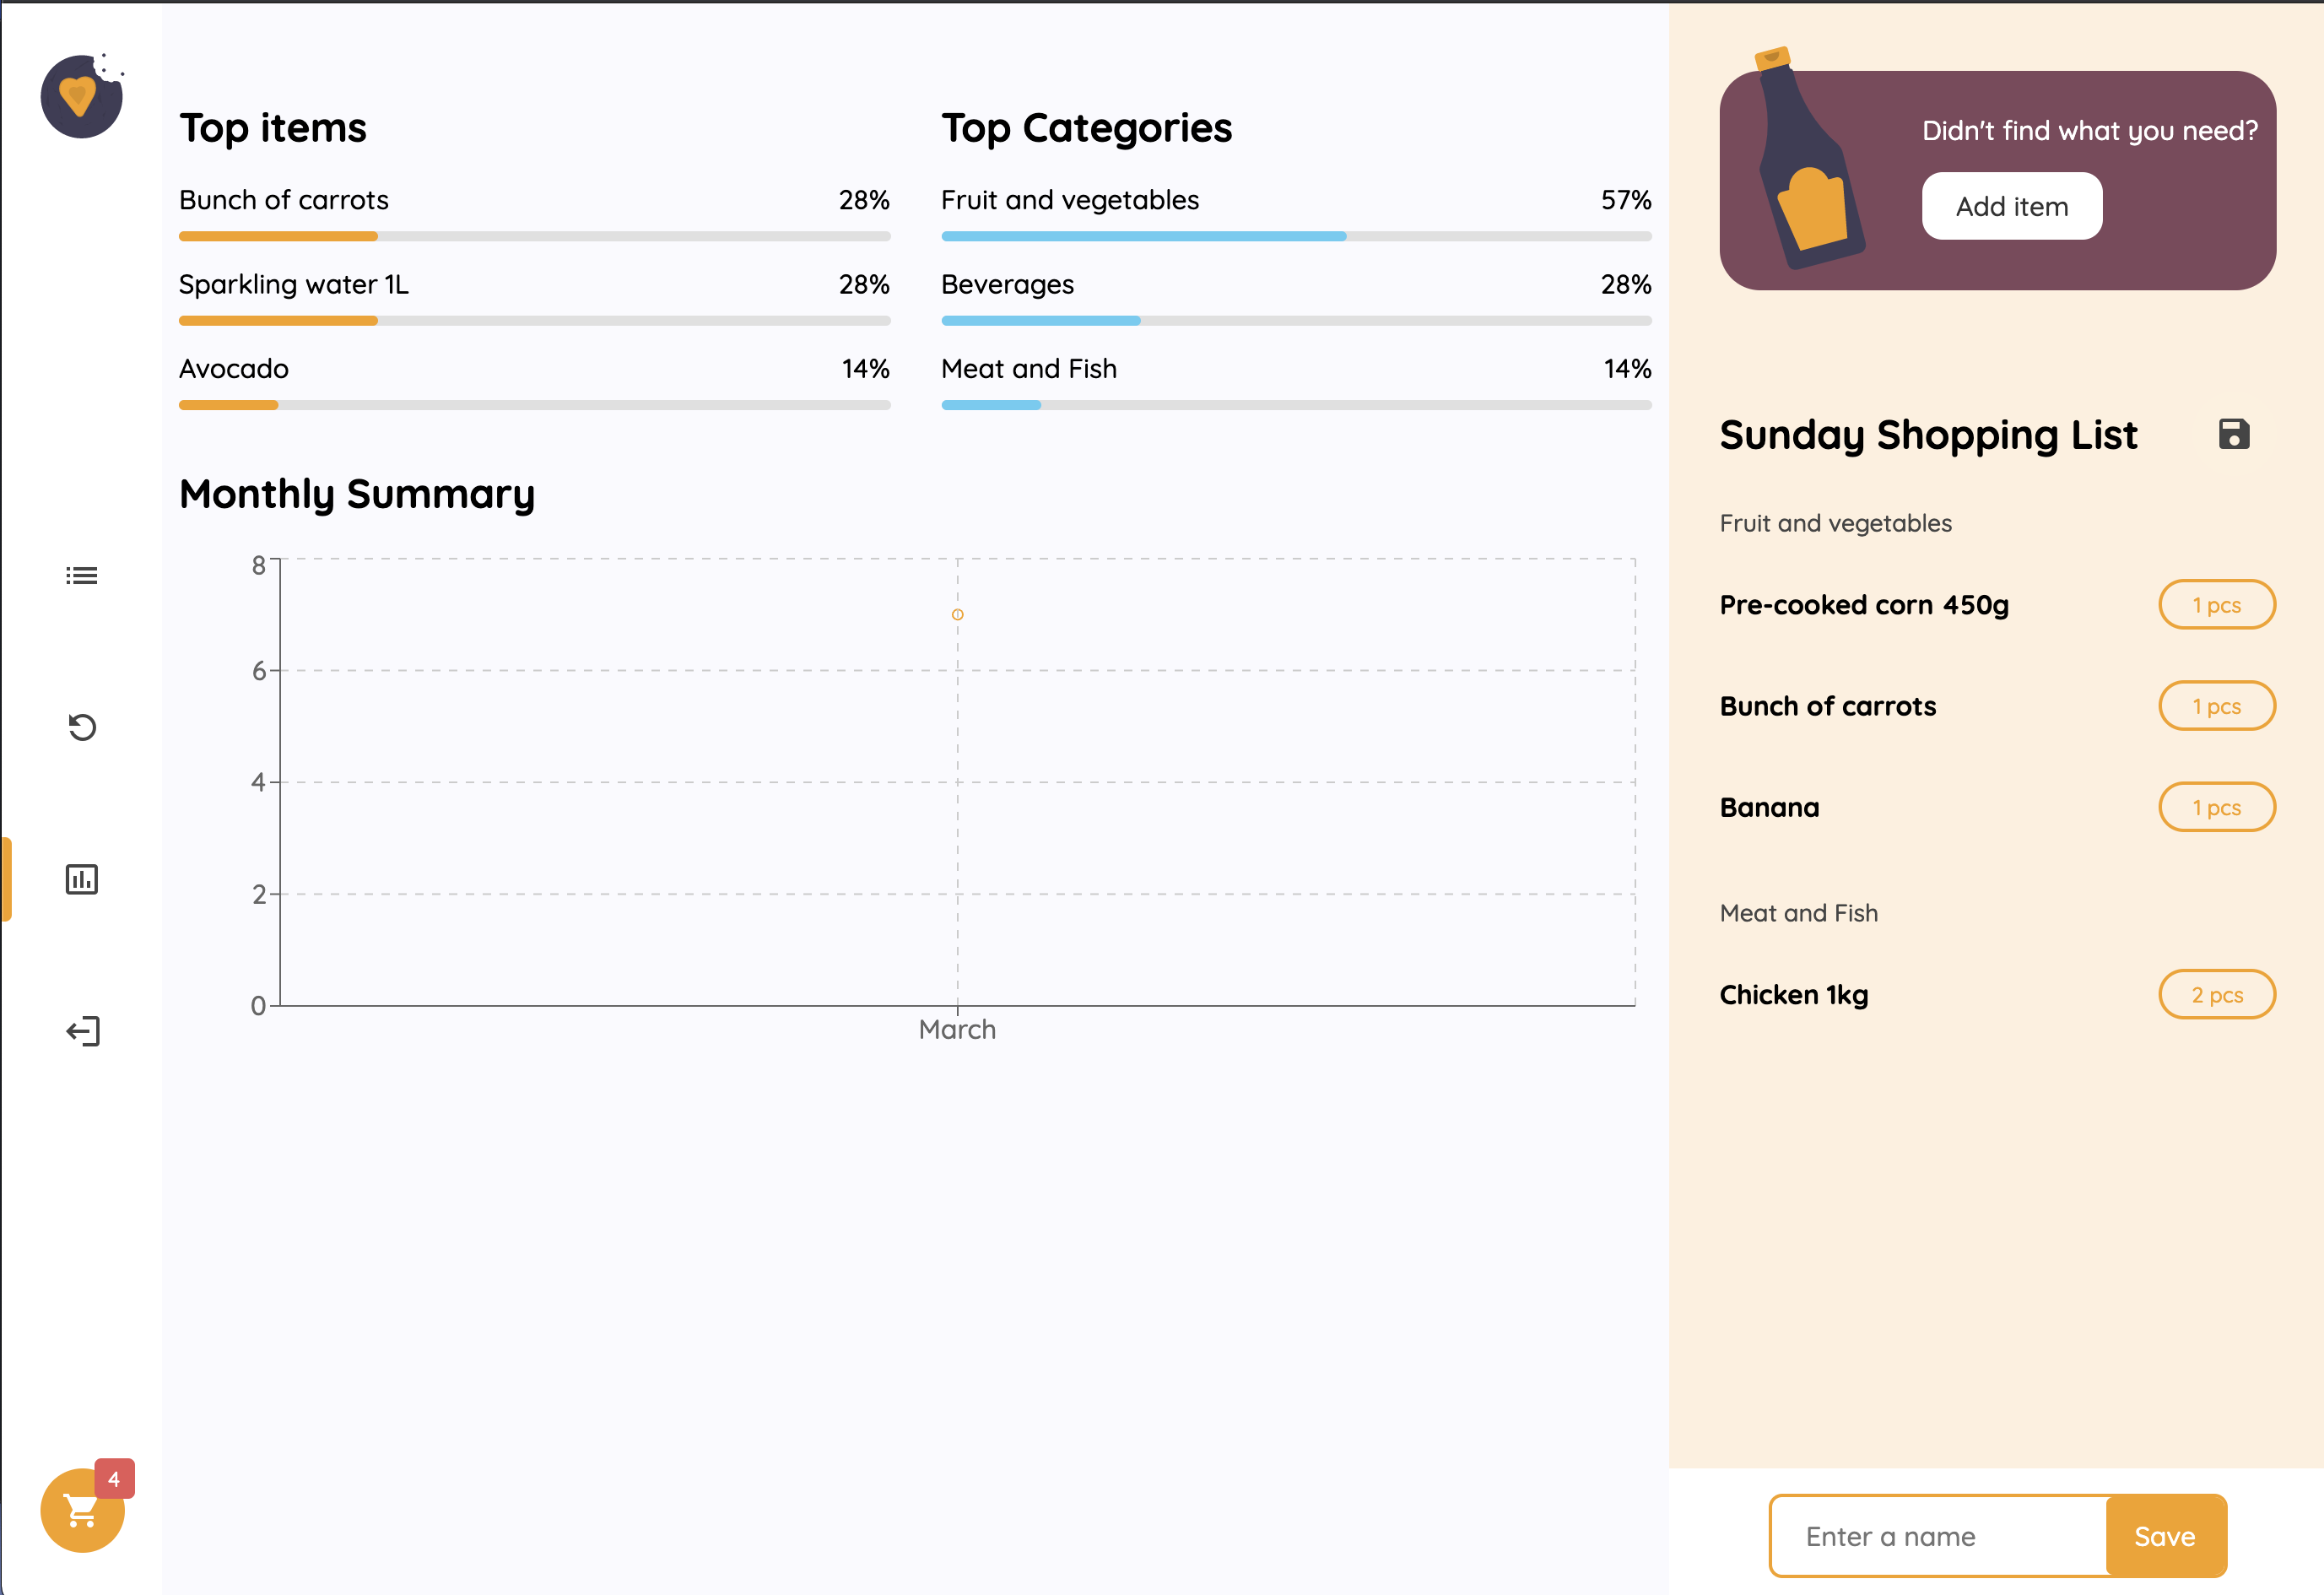 Top items
Bunch of carrots 28%
Sparkling water 1L 28%
Avocado 14%
Top Categories
Fruit and vegetables 57%
Beverages 28%
Meat and Fish 14%
Monthly Summary
8
6
4
2
0
March
4
Didn't find what you need?
Add item
Sunday Shopping List
Fruit and vegetables
Pre-cooked corn 450g 1 pcs
Bunch of carrots 1 pcs
Banana 1 pcs
Meat and Fish
Chicken 1kg 2 pcs
Enter a name Save